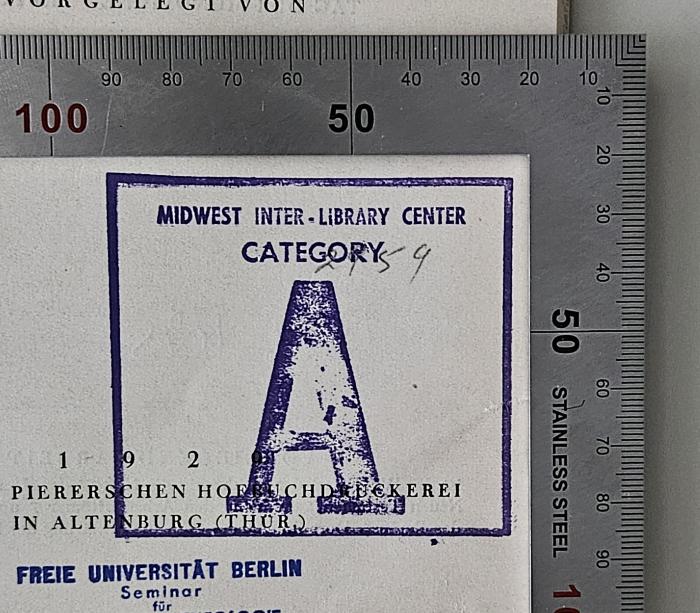 VORGELEGT VON
90 80 70 60 40 30 20 10
100 50
10
20
30
40
50
60
70
80
90
STAINLESS STEEL
MIDWEST INTER-LIBRARY CENTER
CATEGORY
A
1 9 2
PIERERSCHEN HOFBUCHDRUCKEREI
IN ALTENBURG (THÜR.)
FREIE UNIVERSITÄT BERLIN
Seminar
für